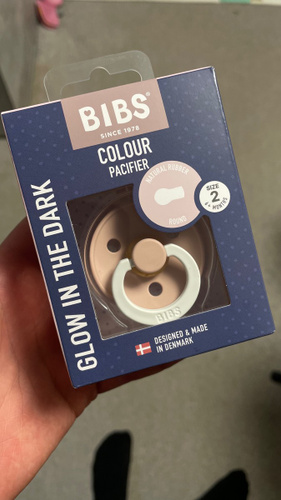 BIBS®
SINCE 1978
COLOUR
PACIFIER
NATURAL RUBBER
ROUND
SIZE
2
6+ MONTHS
GLOW IN THE DARK
BIBS
DESIGNED & MADE
IN DENMARK